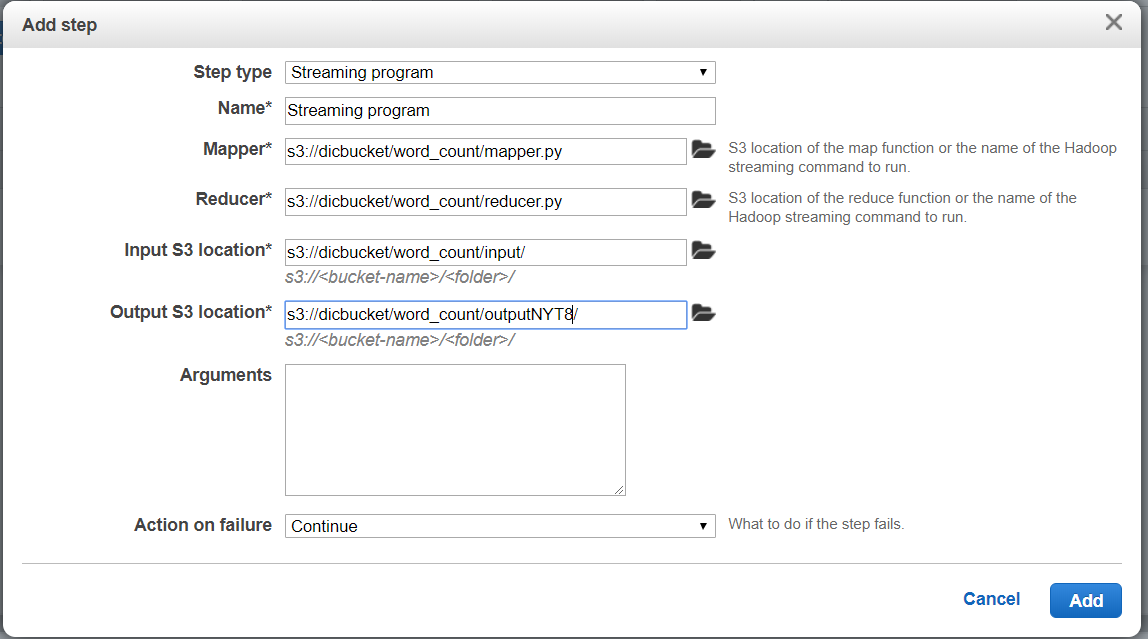 Add step
Step type Streaming program
Name* Streaming program
Mapper* s3://dicbucket/word_count/mapper.py
S3 location of the map function or the name of the Hadoop
streaming command to run.
Reducer* s3://dicbucket/word_count/reducer.py
S3 location of the reduce function or the name of the
Hadoop streaming command to run.
Input S3 location* s3://dicbucket/word_count/input/
s3://<bucket-name>/<folder>/
Output S3 location* s3://dicbucket/word_count/outputNYT8/
s3://<bucket-name>/<folder>/
Arguments
Action on failure Continue What to do if the step fails.
Cancel Add